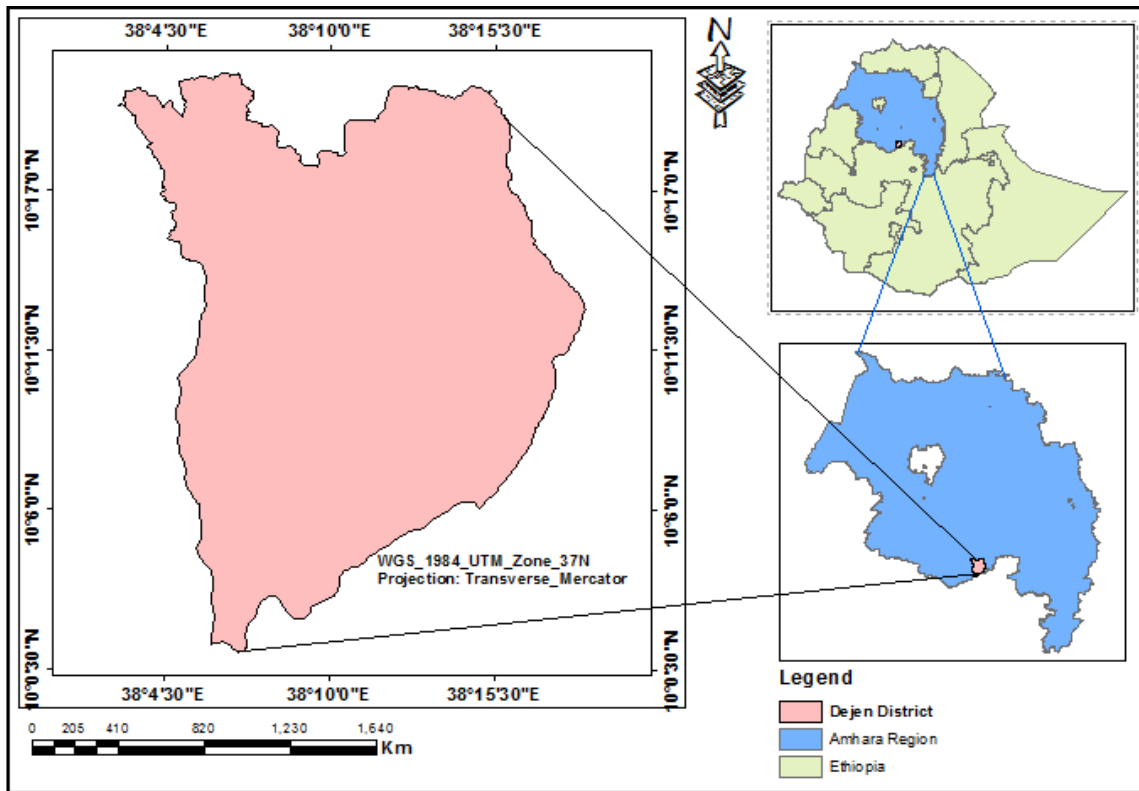 38°4'30"E 38°10'0"E 38°15'30"E
N
10°17'0"N 10°17'0"N
10°11'30"N 10°11'30"N
10°6'0"N 10°6'0"N
WGS_1984_UTM_Zone_37N
Projection: Transverse_Mercator
10°0'30"N 10°0'30"N
38°4'30"E 38°10'0"E 38°15'30"E
0 205 410 820 1,230 1,640
Km
Legend
Dejen District
Amhara Region
Ethiopia